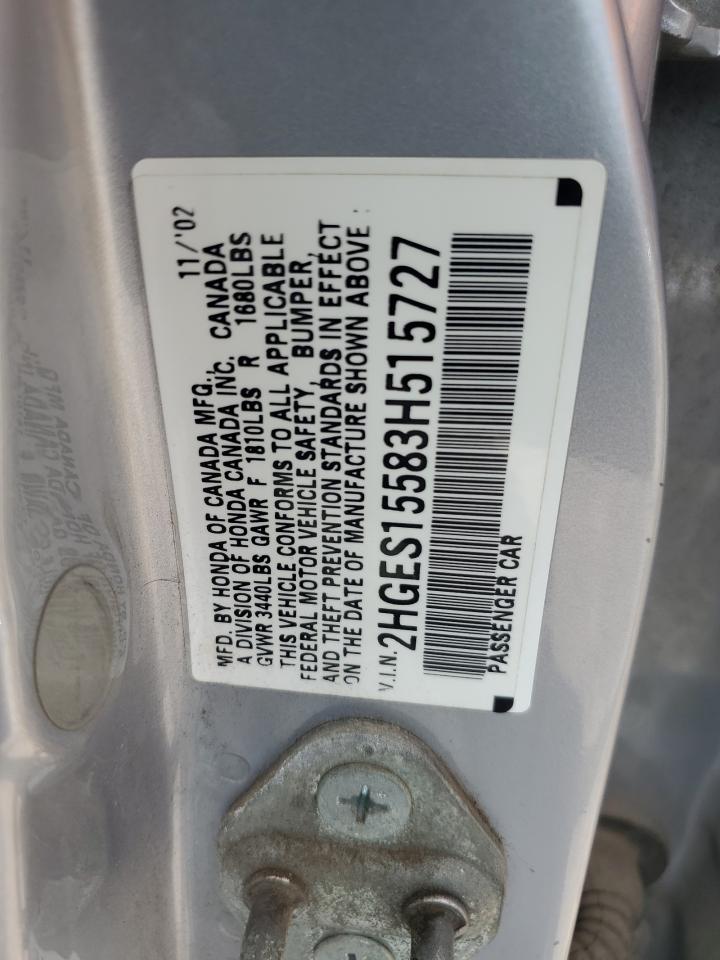 MFD. BY HONDA OF CANADA MFG., 11/'02
A DIVISION OF HONDA CANADA INC. CANADA
GVWR 3440LBS GAWR F 1810LBS R 1680LBS
THIS VEHICLE CONFORMS TO ALL APPLICABLE
FEDERAL MOTOR VEHICLE SAFETY, BUMPER,
AND THEFT PREVENTION STANDARDS IN EFFECT
ON THE DATE OF MANUFACTURE SHOWN ABOVE :
V.I.N. 2HGES15583H515727
PASSENGER CAR